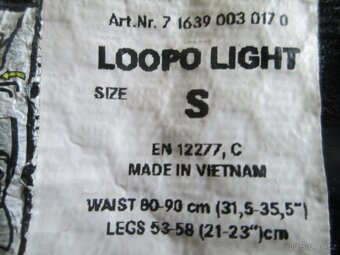 Art.Nr. 7 1639 003 017 0
LOOPO LIGHT
SIZE S
EN 12277, C
MADE IN VIETNAM
WAIST 80-90 cm (31,5-35,5")
LEGS 53-58 (21-23")cm